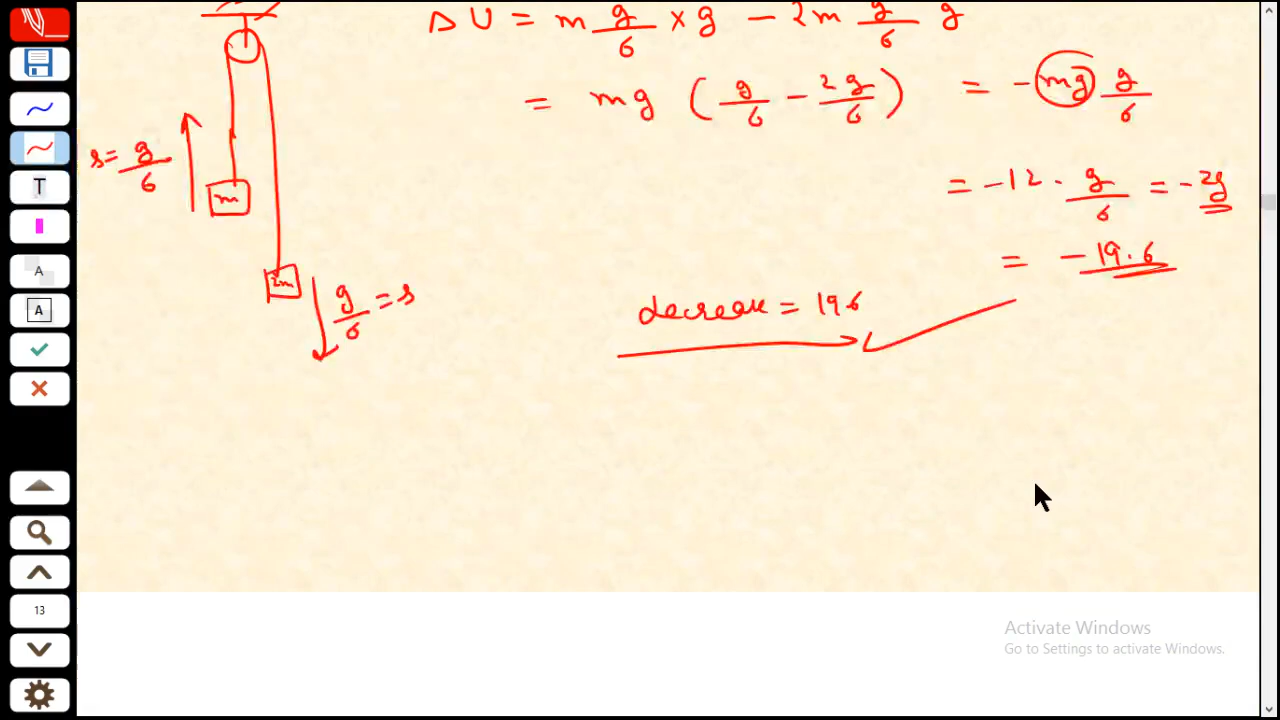 ΔU = m g/6 × g − 2m g/6 g
= mg ( g/6 − 2g/6 ) = − mg g/6
s = g/6
m
= −12 · g/6 = −2g
= −19.6
2m
g/6 = s
decrease = 19.6
T
A
A
13
Activate Windows
Go to Settings to activate Windows.